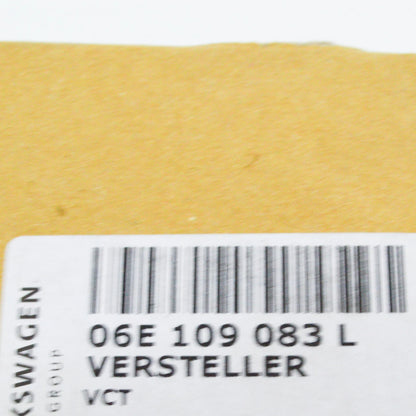 06E 109 083 L
VERSTELLER
VCT
KSWAGEN
GROUP